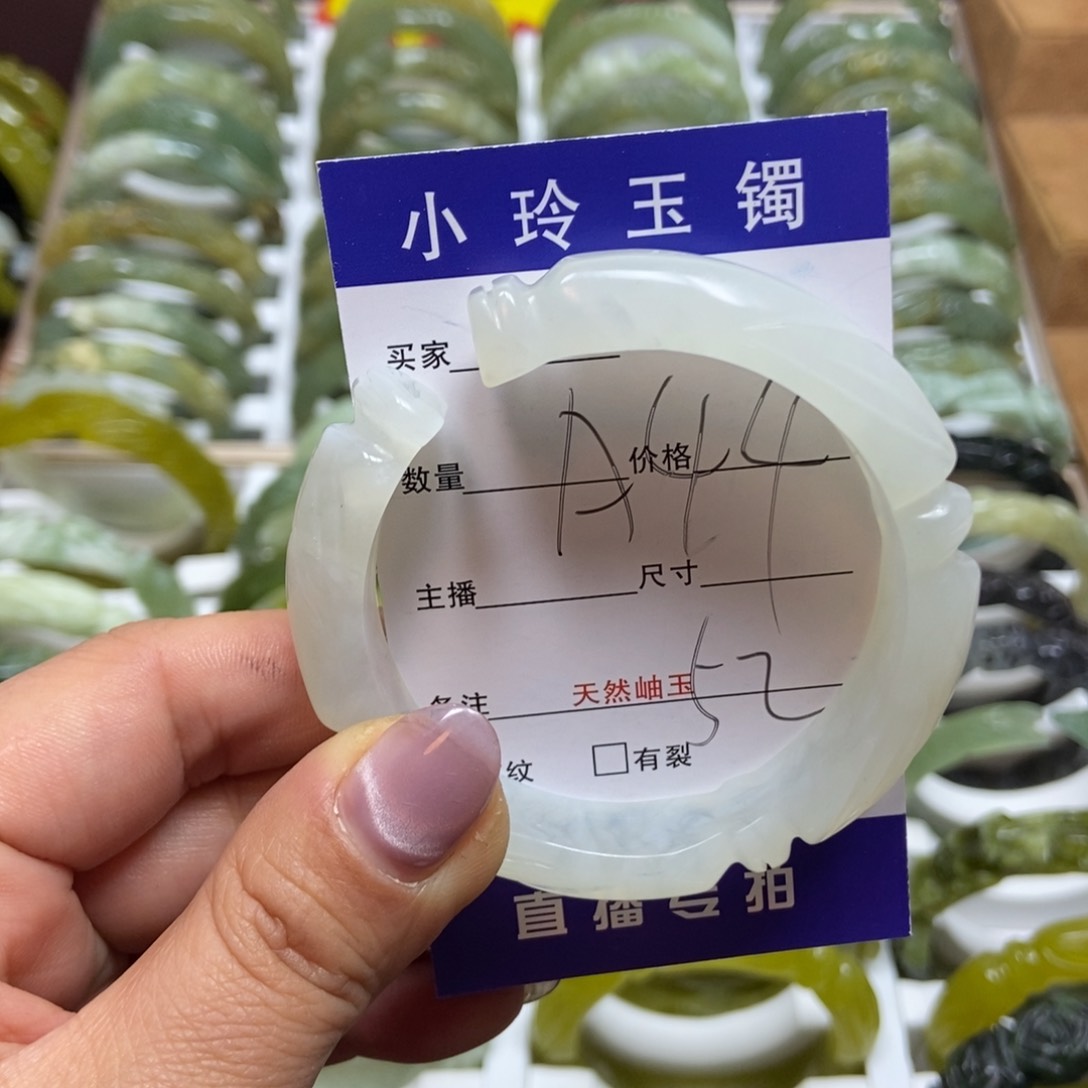 小玲玉镯
买家
数量 价格
A44
主播 尺寸
备注 天然岫玉
52
纹 有裂
直播专拍